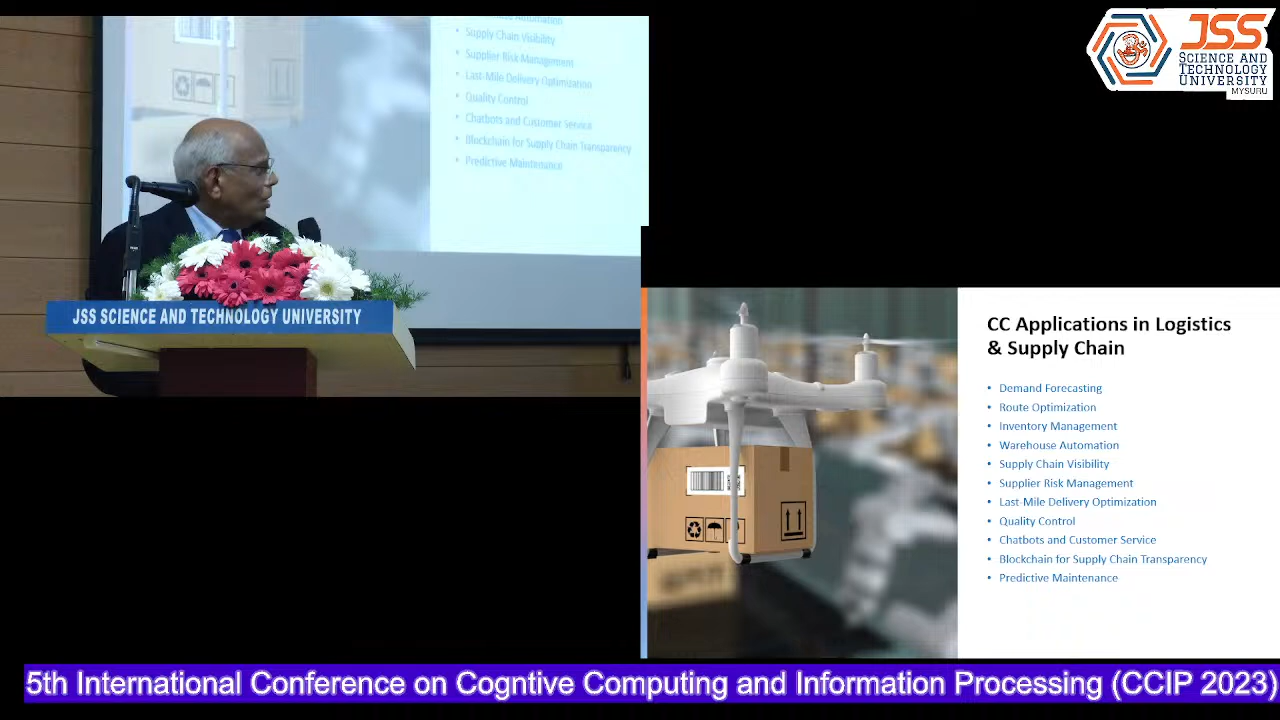 Supply Chain Visibility
Supplier Risk Management
Last-Mile Delivery Optimization
Quality Control
Chatbots and Customer Service
Blockchain for Supply Chain Transparency
Predictive Maintenance
JSS SCIENCE AND TECHNOLOGY UNIVERSITY
JSS
SCIENCE AND
TECHNOLOGY
UNIVERSITY
MYSURU
CC Applications in Logistics
& Supply Chain
• Demand Forecasting
• Route Optimization
• Inventory Management
• Warehouse Automation
• Supply Chain Visibility
• Supplier Risk Management
• Last-Mile Delivery Optimization
• Quality Control
• Chatbots and Customer Service
• Blockchain for Supply Chain Transparency
• Predictive Maintenance
5th International Conference on Cogntive Computing and Information Processing (CCIP 2023)